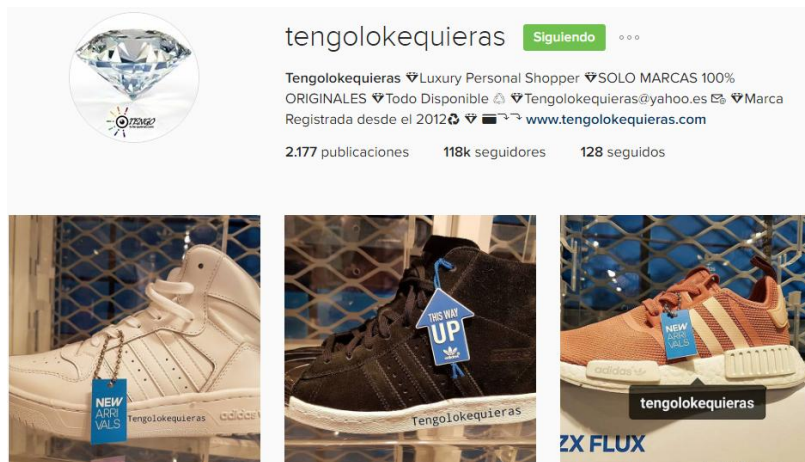 tengolokequieras Siguiendo
Tengolokequieras Luxury Personal Shopper SOLO MARCAS 100%
ORIGINALES Todo Disponible Tengolokequieras@yahoo.es Marca
Registrada desde el 2012 www.tengolokequieras.com
2.177 publicaciones 118k seguidores 128 seguidos
TENGO
NEW
ARRI
VALS
Tengolokequieras
adidas
THIS WAY
UP
adidas
Tengolokequieras
NEW
ARRI
VALS
adidas
tengolokequieras
ZX FLUX